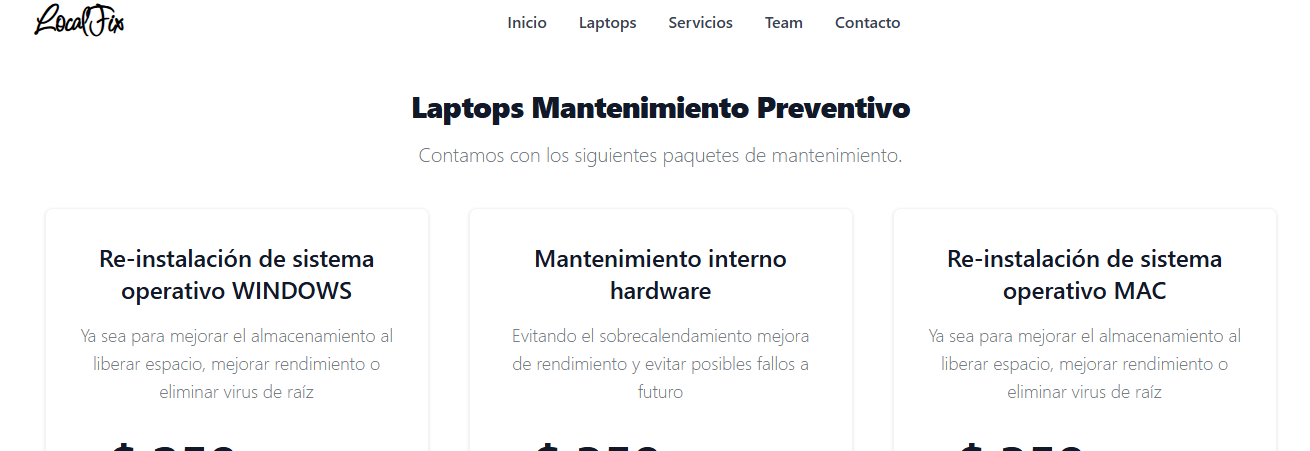 LocalFix
Inicio Laptops Servicios Team Contacto
Laptops Mantenimiento Preventivo
Contamos con los siguientes paquetes de mantenimiento.
Re-instalación de sistema
operativo WINDOWS
Ya sea para mejorar el almacenamiento al
liberar espacio, mejorar rendimiento o
eliminar virus de raíz
Mantenimiento interno
hardware
Evitando el sobrecalendamiento mejora
de rendimiento y evitar posibles fallos a
futuro
Re-instalación de sistema
operativo MAC
Ya sea para mejorar el almacenamiento al
liberar espacio, mejorar rendimiento o
eliminar virus de raíz